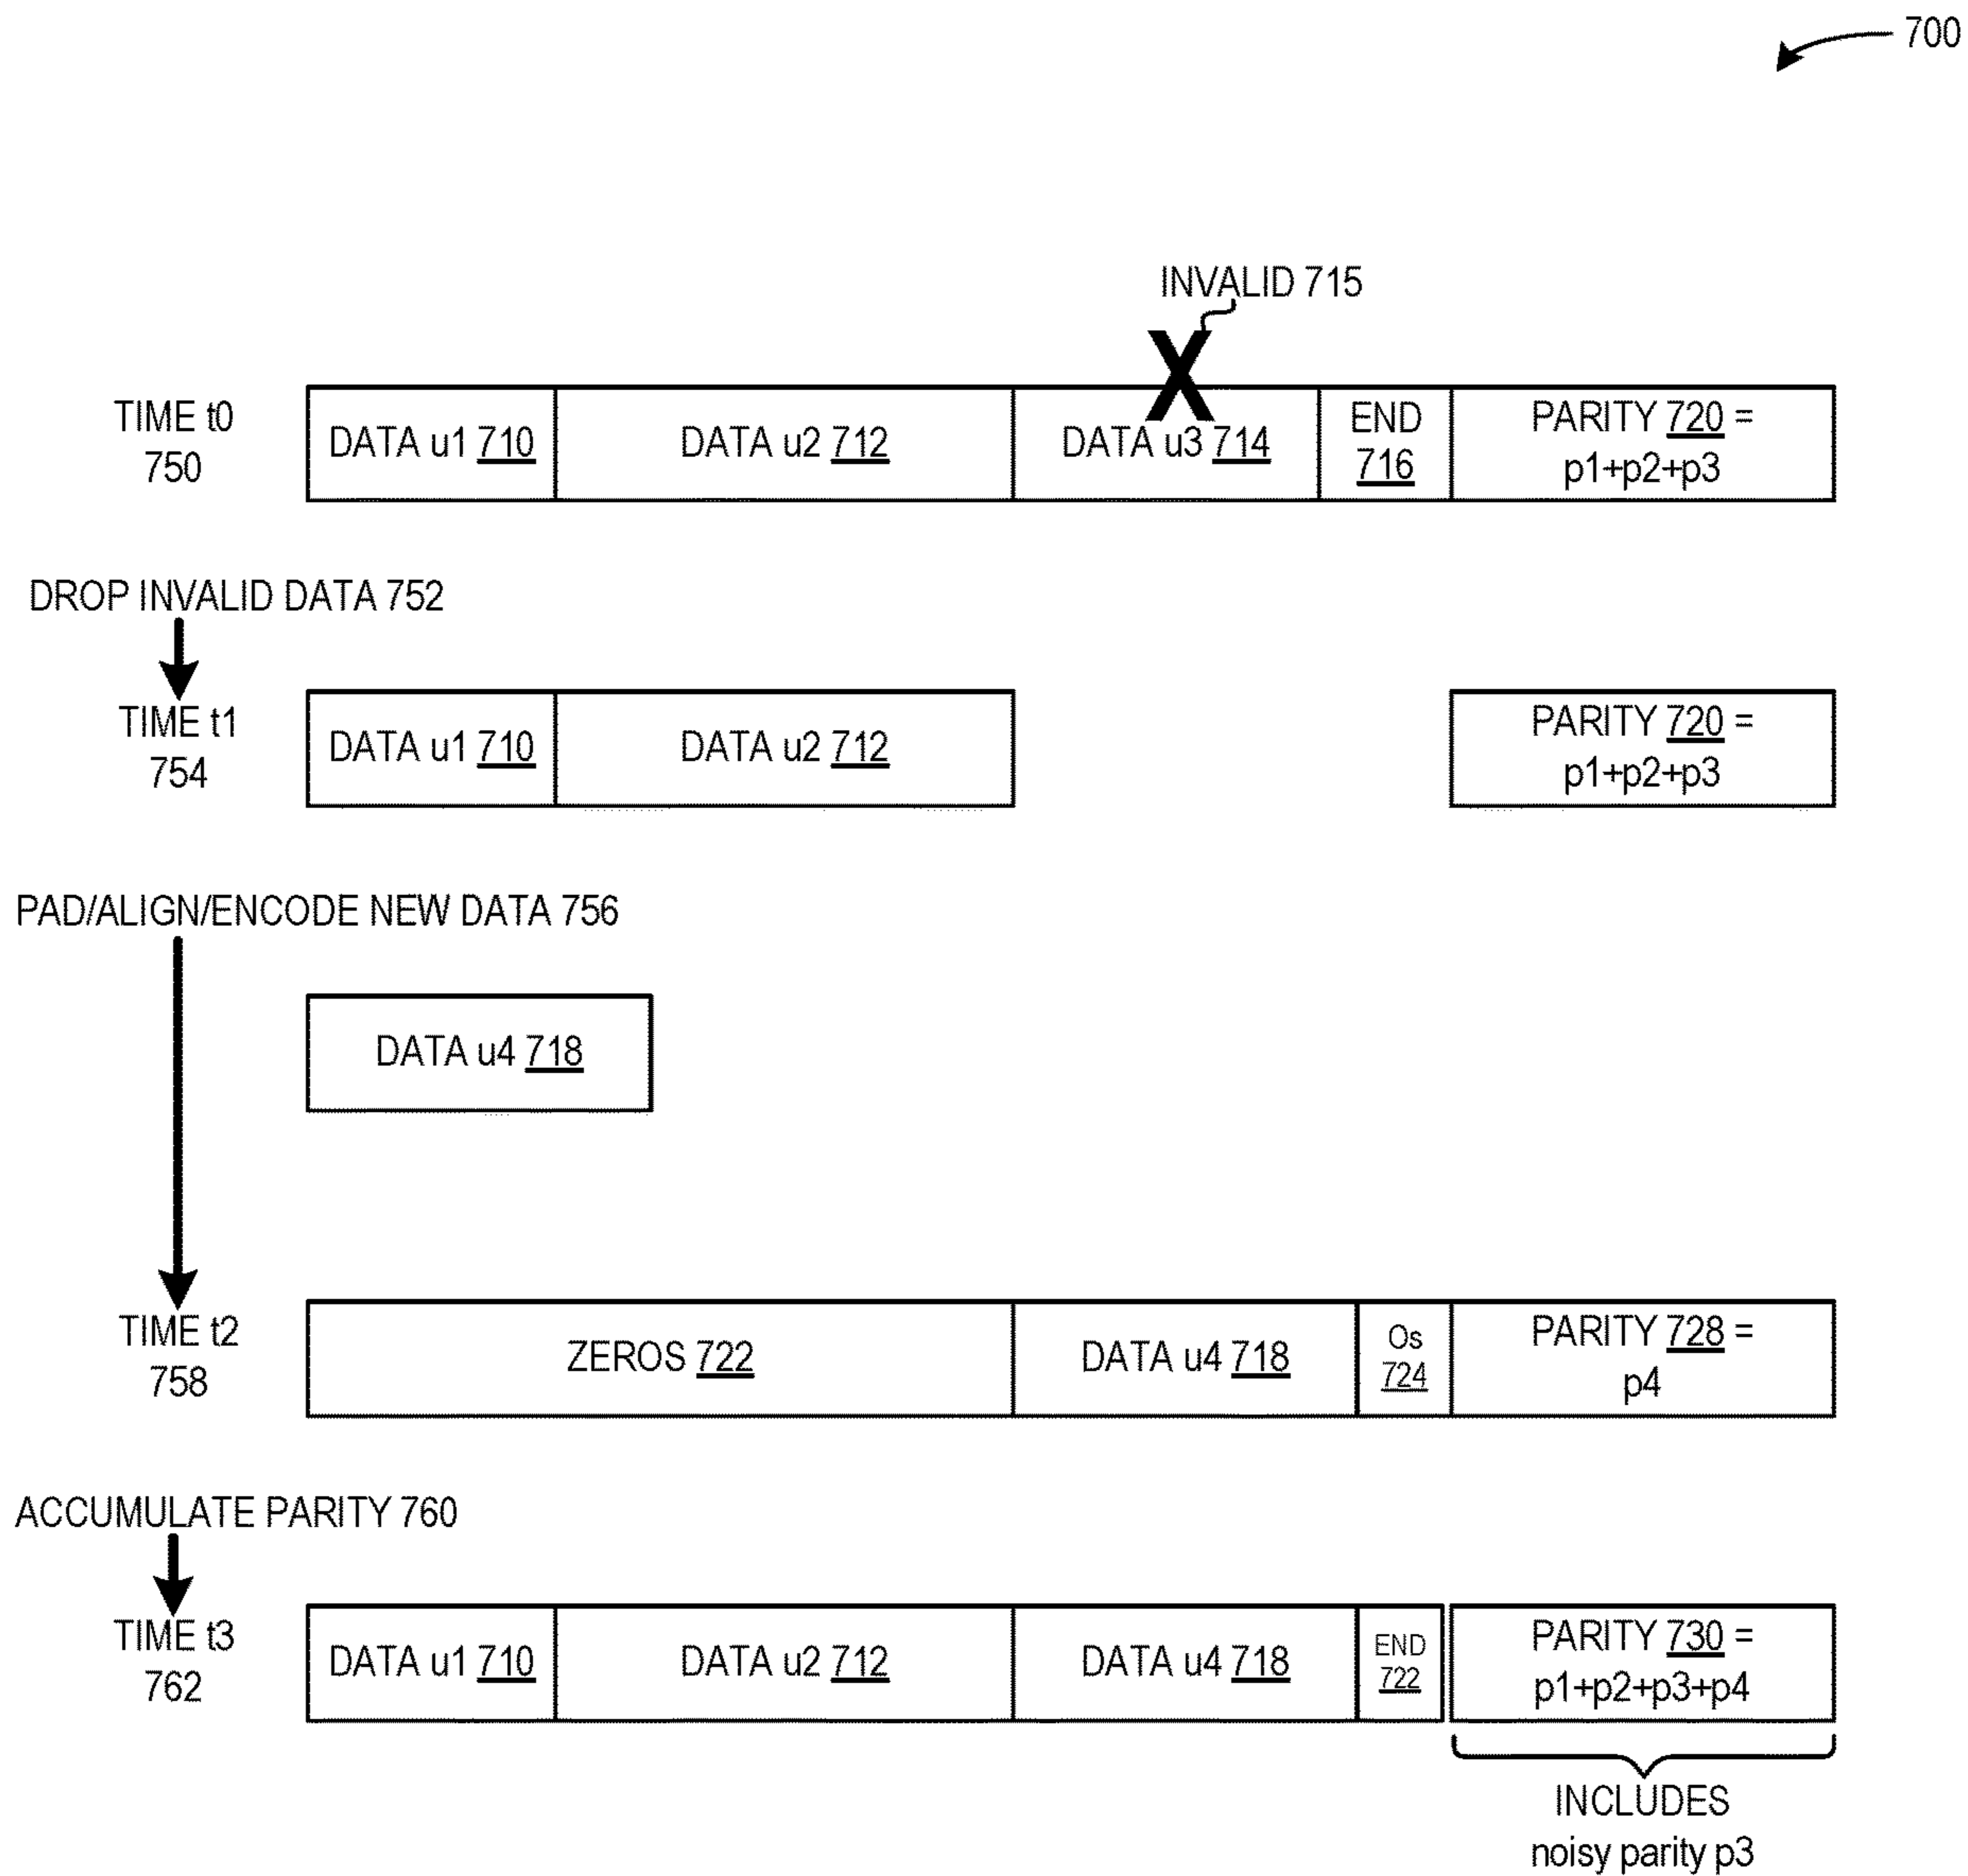 700
INVALID 715
TIME t0
750
DATA u1 710
DATA u2 712
DATA u3 714
END
716
PARITY 720 =
p1+p2+p3
DROP INVALID DATA 752
TIME t1
754
DATA u1 710
DATA u2 712
PARITY 720 =
p1+p2+p3
PAD/ALIGN/ENCODE NEW DATA 756
DATA u4 718
TIME t2
758
ZEROS 722
DATA u4 718
0s
724
PARITY 728 =
p4
ACCUMULATE PARITY 760
TIME t3
762
DATA u1 710
DATA u2 712
DATA u4 718
END
722
PARITY 730 =
p1+p2+p3+p4
INCLUDES
noisy parity p3